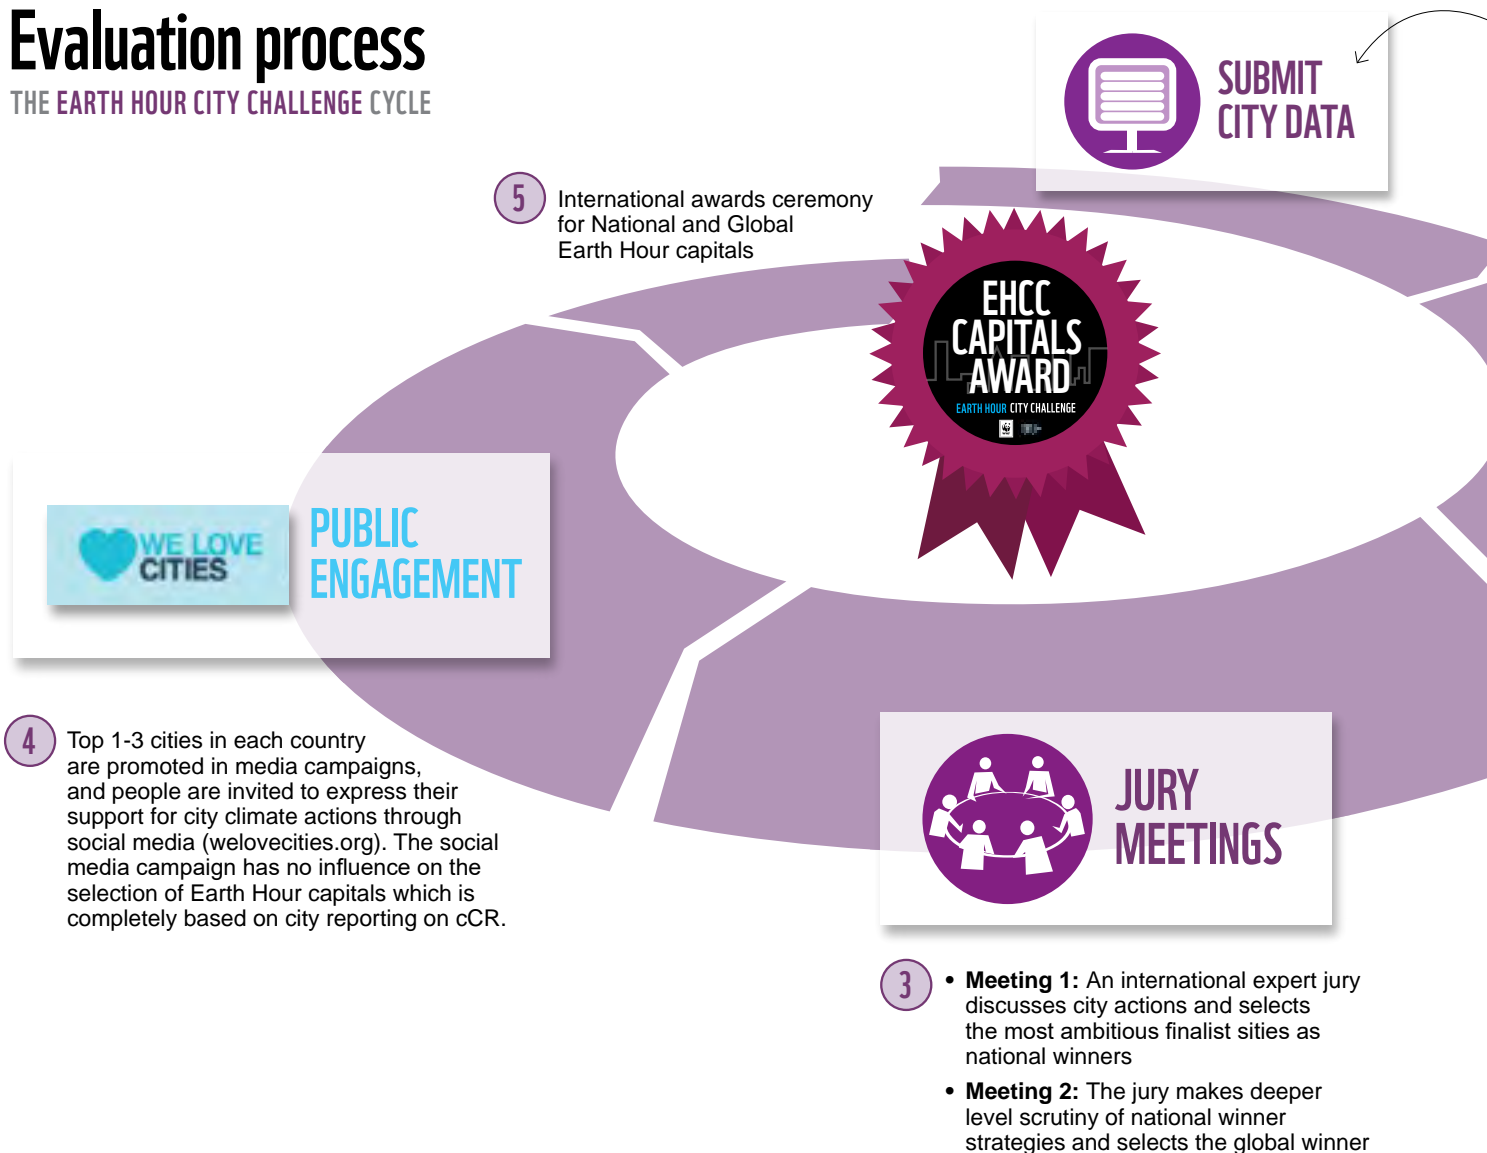 Evaluation process
THE EARTH HOUR CITY CHALLENGE CYCLE
SUBMIT
CITY DATA
5
International awards ceremony
for National and Global
Earth Hour capitals
EHCC
CAPITALS
AWARD
EARTH HOUR CITY CHALLENGE
WE LOVE
CITIES
PUBLIC
ENGAGEMENT
4
Top 1-3 cities in each country
are promoted in media campaigns,
and people are invited to express their
support for city climate actions through
social media (welovecities.org). The social
media campaign has no influence on the
selection of Earth Hour capitals which is
completely based on city reporting on cCR.
JURY
MEETINGS
3
• Meeting 1: An international expert jury
discusses city actions and selects
the most ambitious finalist sities as
national winners
• Meeting 2: The jury makes deeper
level scrutiny of national winner
strategies and selects the global winner